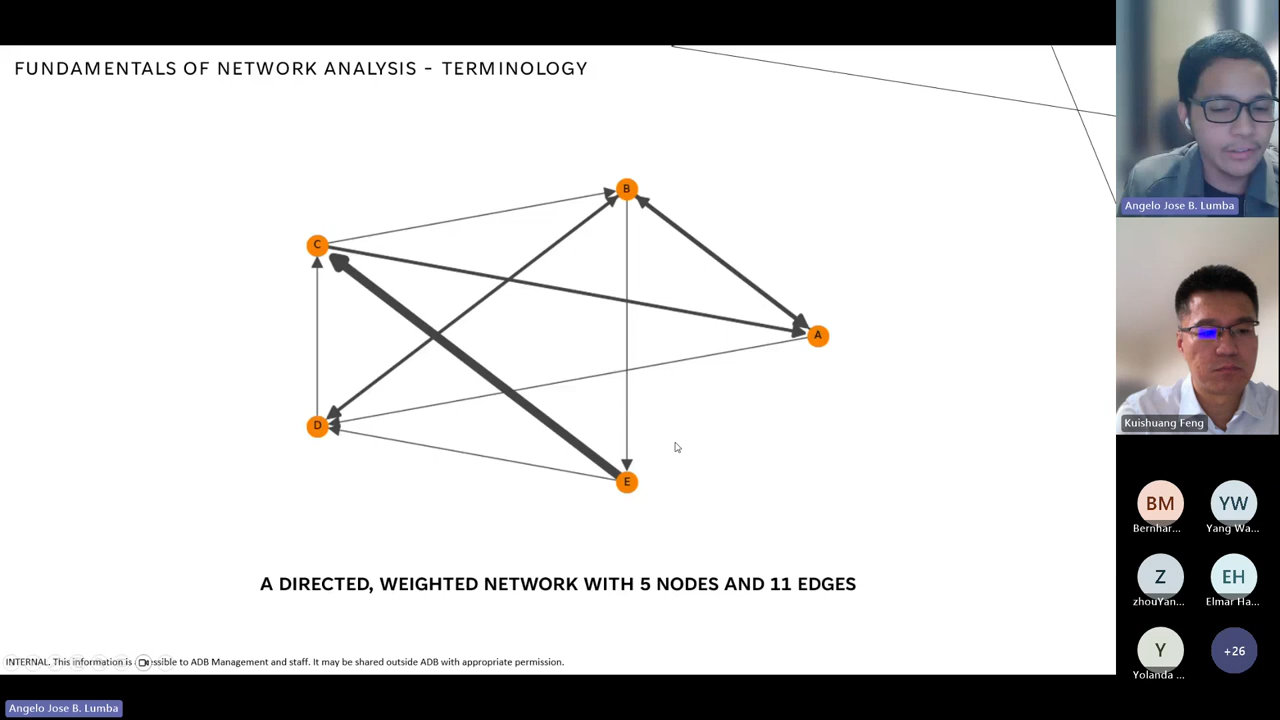 FUNDAMENTALS OF NETWORK ANALYSIS - TERMINOLOGY
B
C
A
D
E
A DIRECTED, WEIGHTED NETWORK WITH 5 NODES AND 11 EDGES
INTERNAL. This information is essible to ADB Management and staff. It may be shared outside ADB with appropriate permission.
Angelo Jose B. Lumba
Angelo Jose B. Lumba
Kuishuang Feng
BM
YW
Bernhar...
Yang Wa...
Z
EH
zhouYan...
Elmar Ha...
Y
+26
Yolanda ...